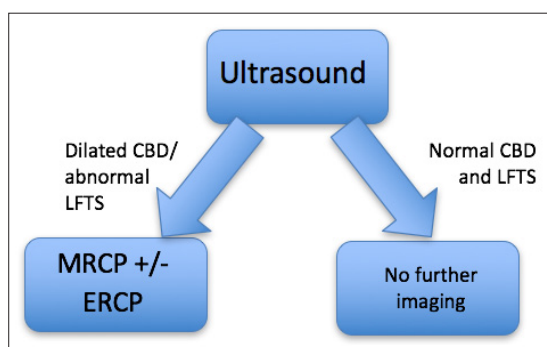 Ultrasound
Dilated CBD/
abnormal
LFTS
Normal CBD
and LFTS
MRCP +/-
ERCP
No further
imaging